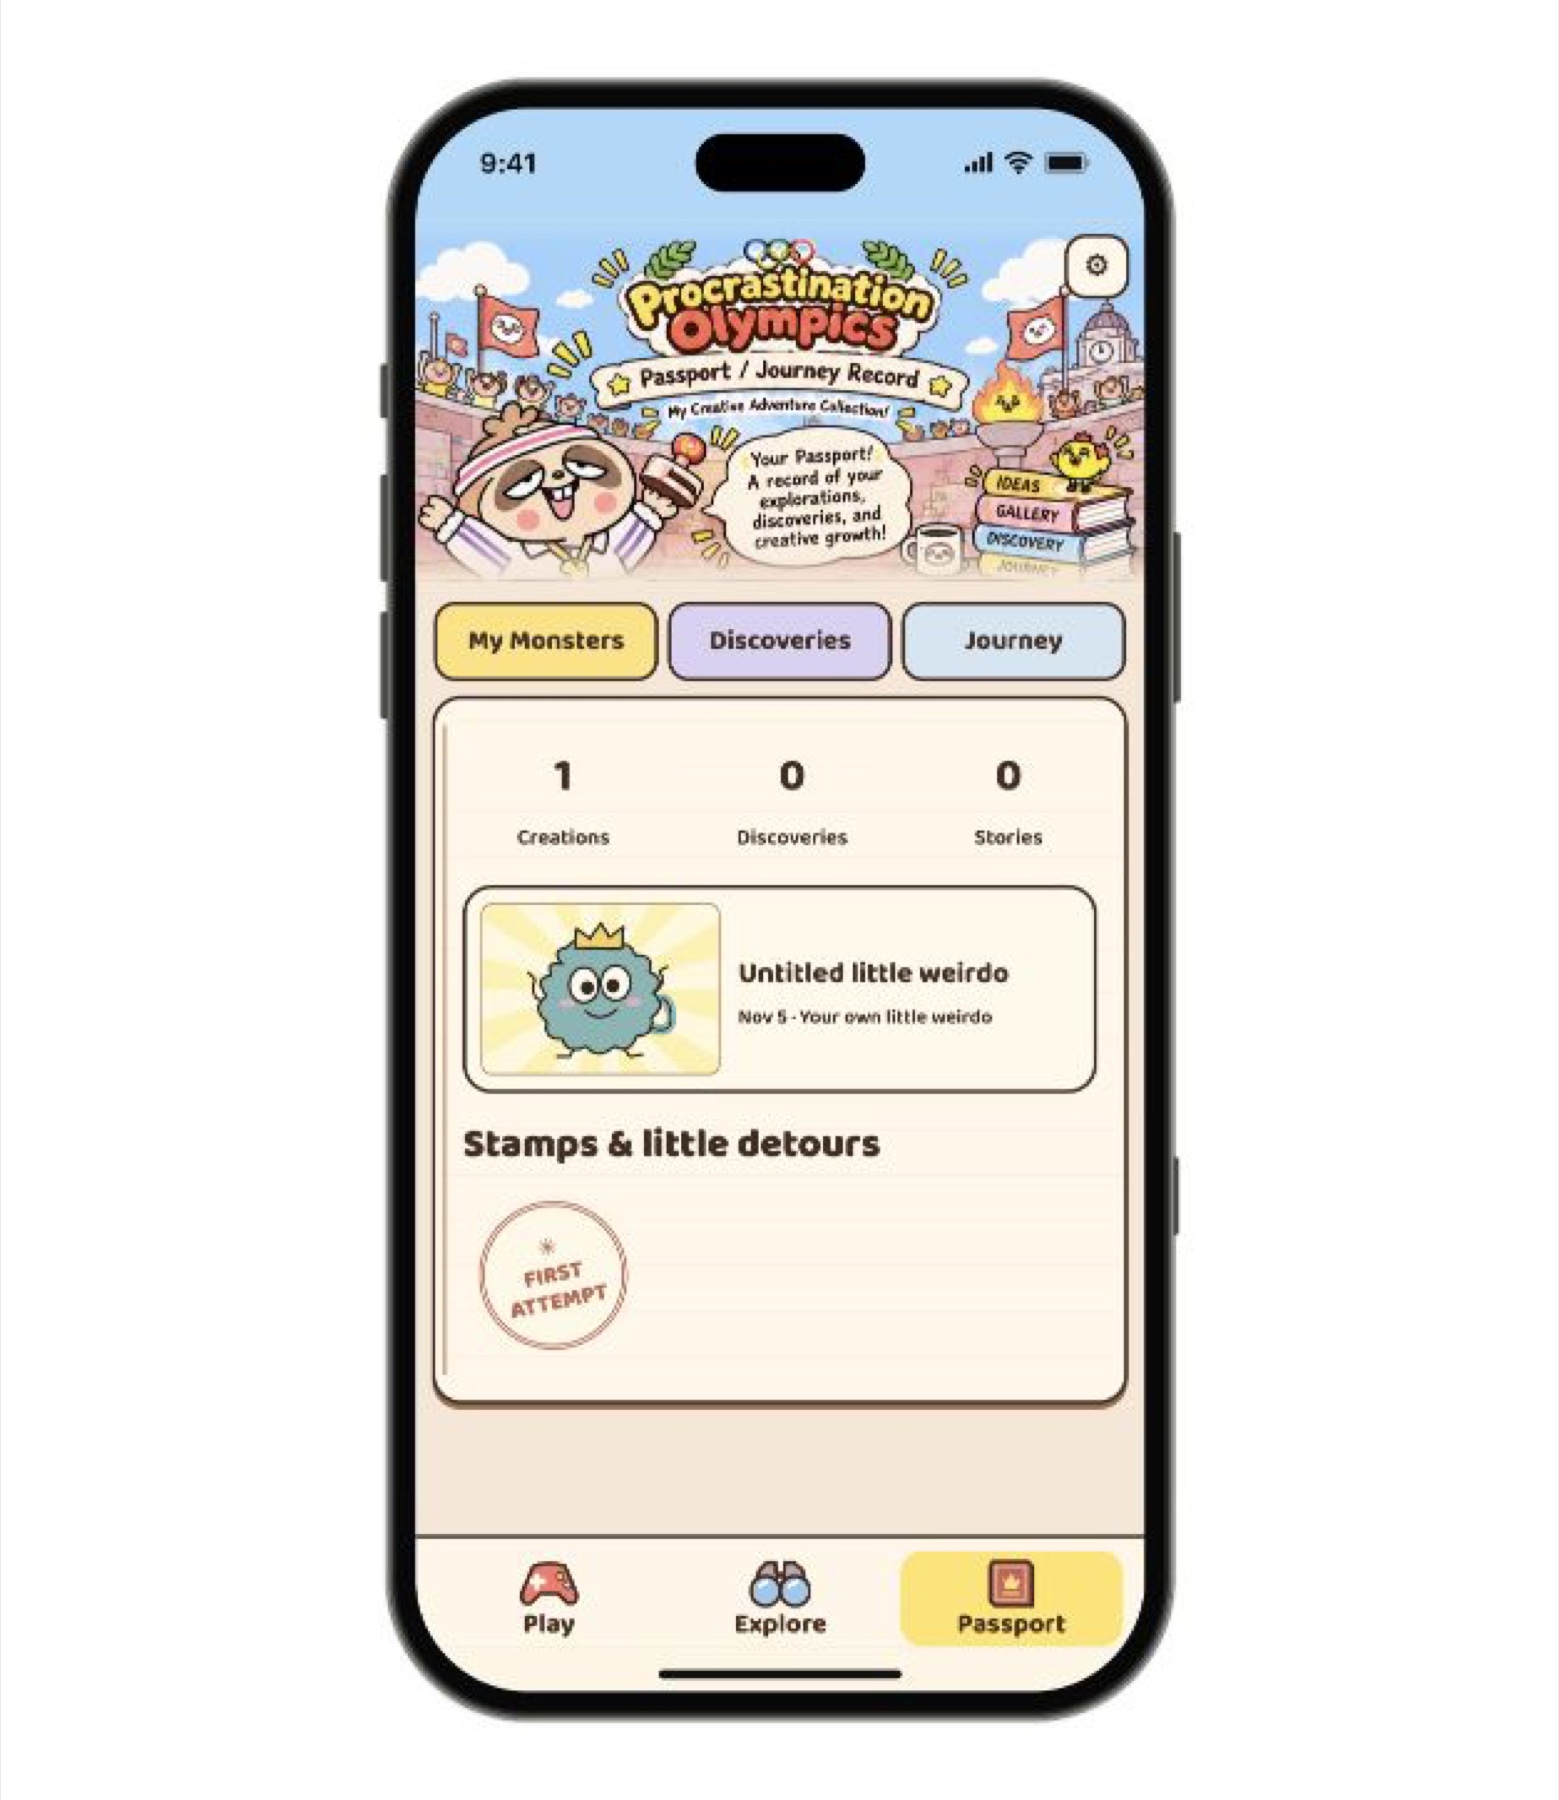 9:41
Procrastination
Olympics
Passport / Journey Record
My Creative Adventure Collection!
Your Passport!
A record of your
explorations,
discoveries, and
creative growth!
IDEAS
GALLERY
DISCOVERY
JOURNEY
My Monsters
Discoveries
Journey
1
0
0
Creations
Discoveries
Stories
Untitled little weirdo
Nov 5 · Your own little weirdo
Stamps & little detours
FIRST
ATTEMPT
Play
Explore
Passport